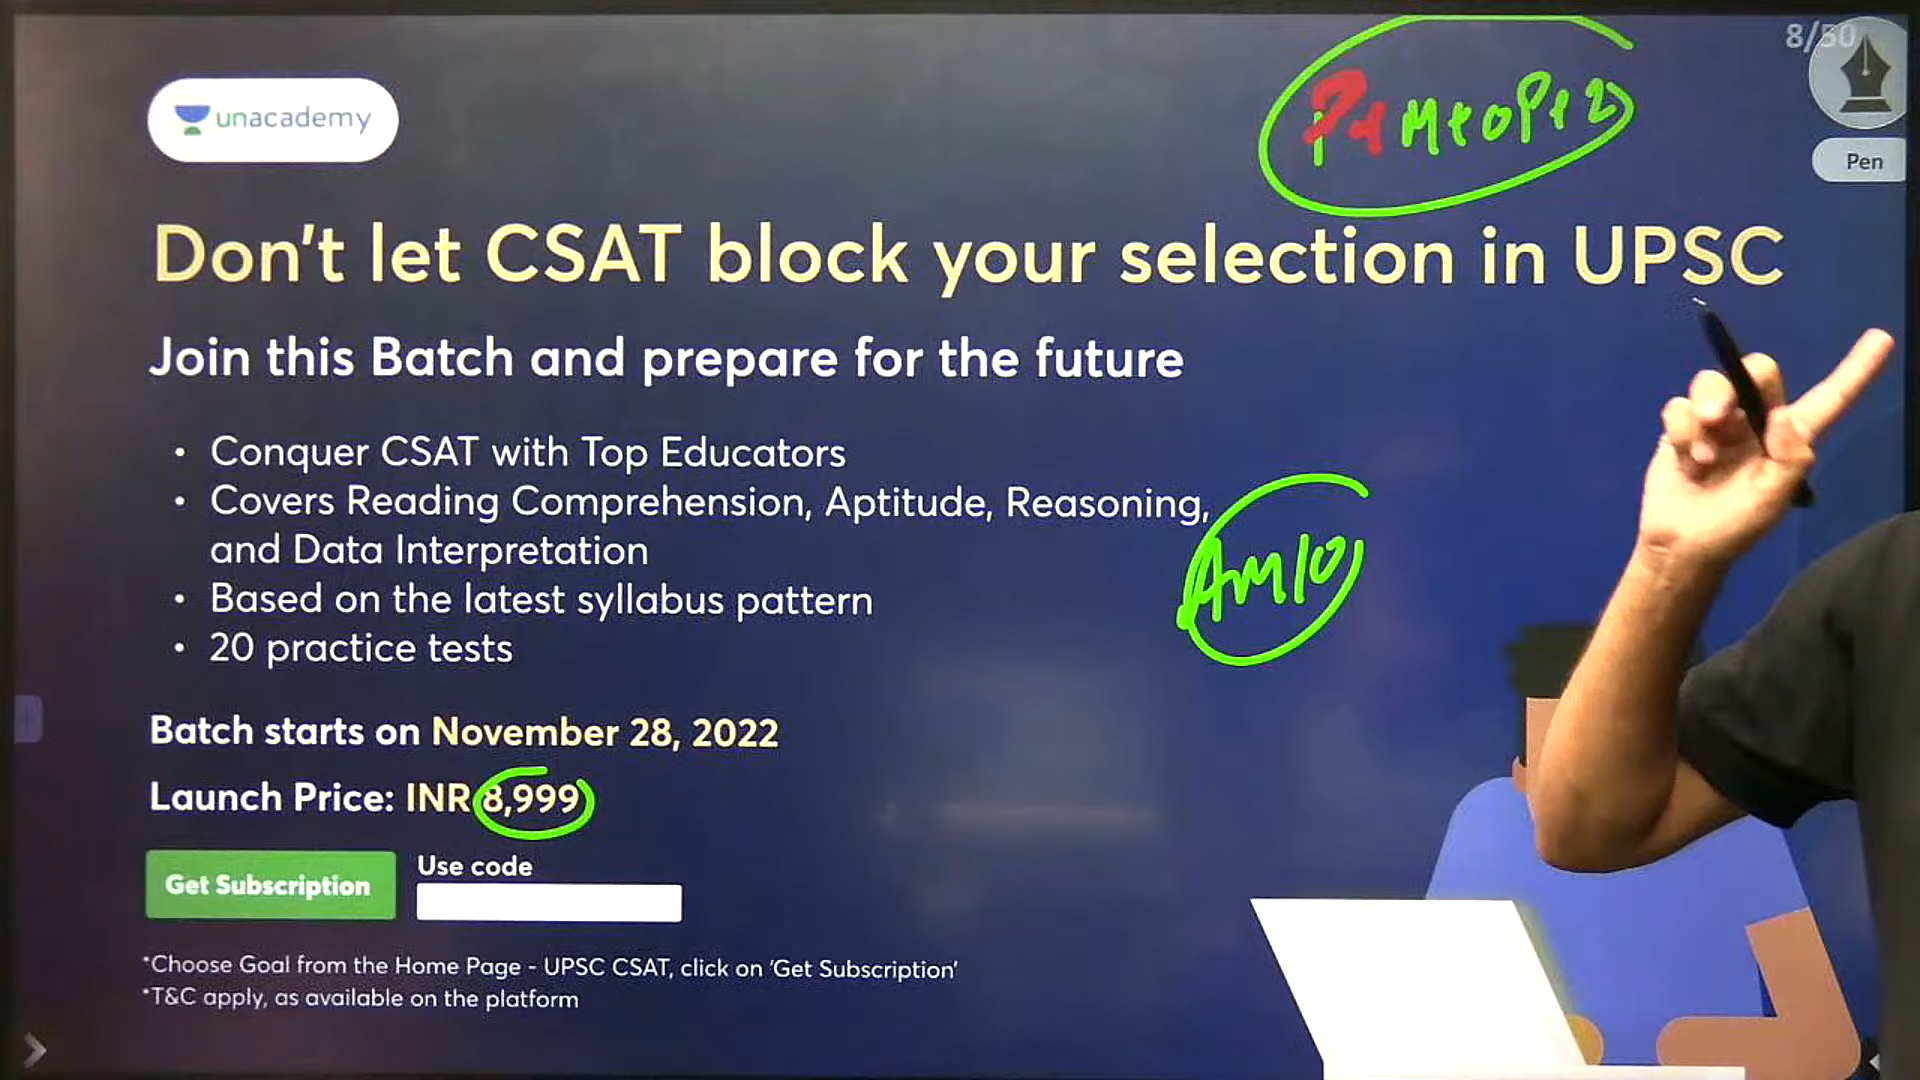 8/50
unacademy
P+M+OP+2
Pen
Don't let CSAT block your selection in UPSC
Join this Batch and prepare for the future
• Conquer CSAT with Top Educators
• Covers Reading Comprehension, Aptitude, Reasoning,
and Data Interpretation
AM10
• Based on the latest syllabus pattern
• 20 practice tests
Batch starts on November 28, 2022
Launch Price: INR 8,999
Get Subscription
Use code
*Choose Goal from the Home Page - UPSC CSAT, click on 'Get Subscription'
*T&C apply, as available on the platform